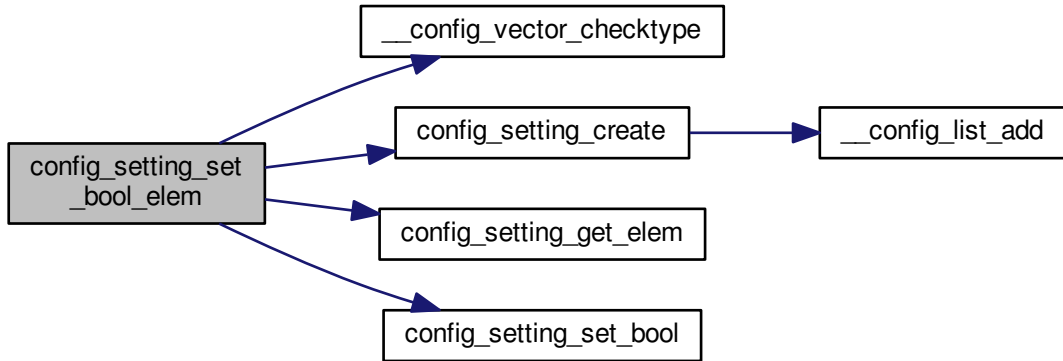 __config_vector_checktype
config_setting_create
__config_list_add
config_setting_set
_bool_elem
config_setting_get_elem
config_setting_set_bool